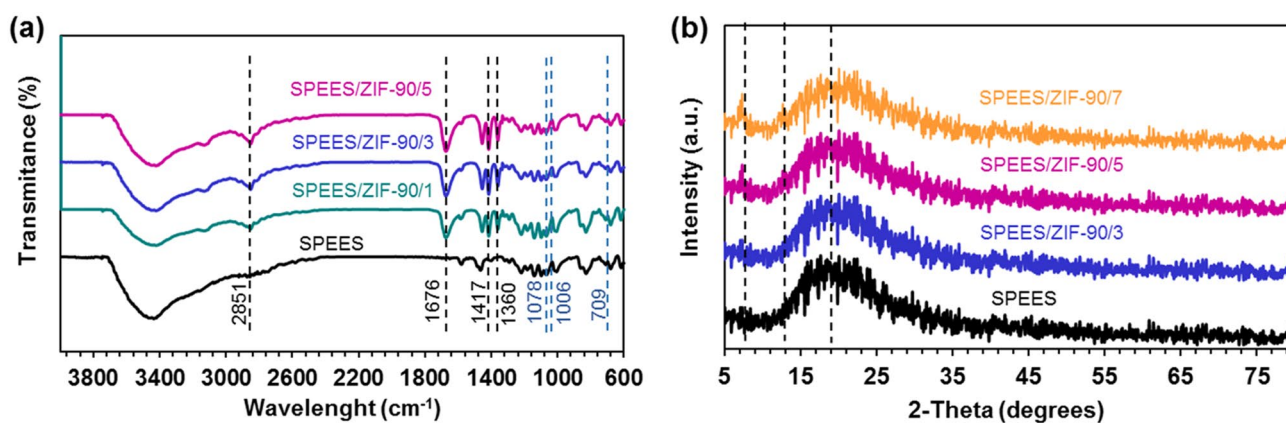 (a)
Transmitance (%)
SPEES/ZIF-90/5
SPEES/ZIF-90/3
SPEES/ZIF-90/1
SPEES
2851
1676
1417
1360
1078
1006
709
3800 3400 3000 2600 2200 1800 1400 1000 600
Wavelenght (cm-1)
(b)
Intensity (a.u.)
SPEES/ZIF-90/7
SPEES/ZIF-90/5
SPEES/ZIF-90/3
SPEES
5 15 25 35 45 55 65 75
2-Theta (degrees)